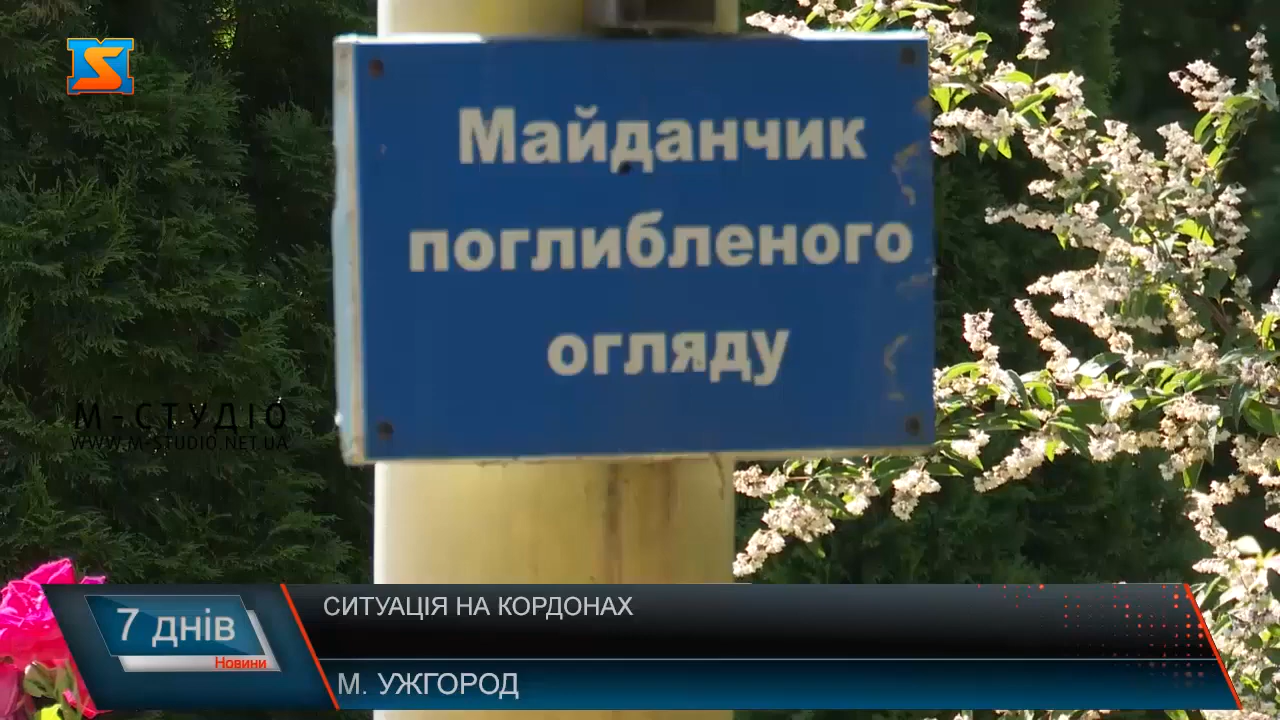 Майданчик
поглибленого
огляду
М-СТУДІО
WWW.M-STUDIO.NET.UA
7 днів
Новини
СИТУАЦІЯ НА КОРДОНАХ
М. УЖГОРОД